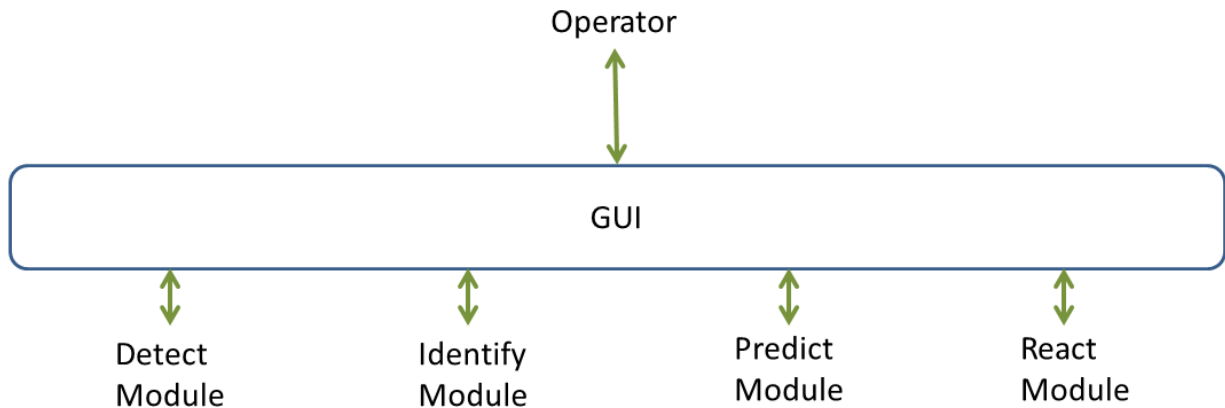 Operator
GUI
Detect
Module
Identify
Module
Predict
Module
React
Module